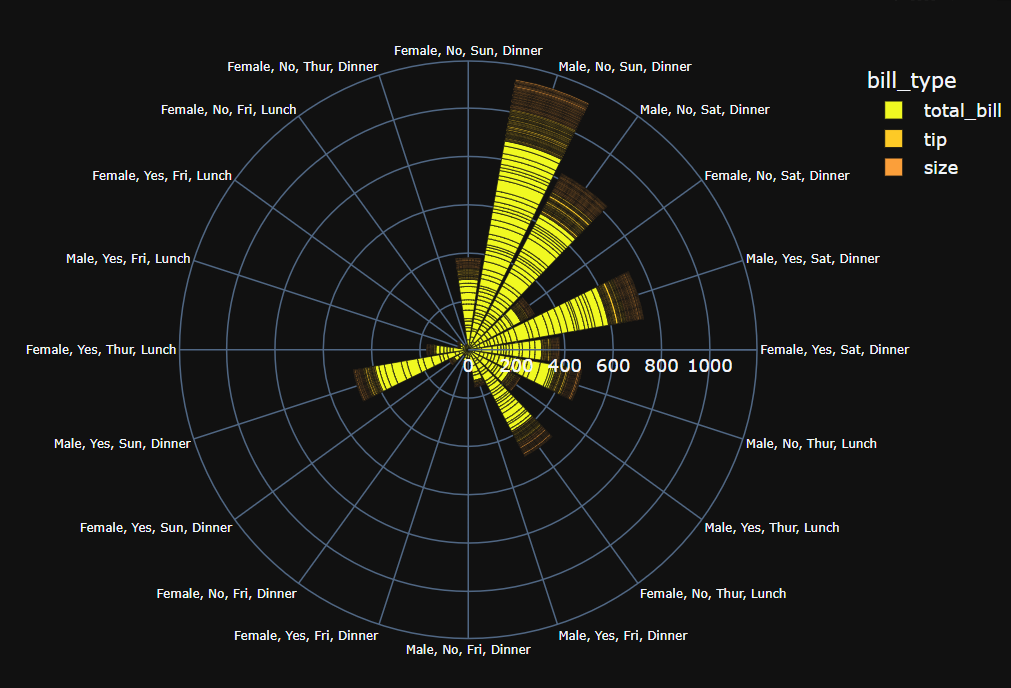 Female, No, Sun, Dinner
Female, No, Thur, Dinner
Male, No, Sun, Dinner
bill_type
Female, No, Fri, Lunch
Male, No, Sat, Dinner
total_bill
tip
size
Female, Yes, Fri, Lunch
Female, No, Sat, Dinner
Male, Yes, Fri, Lunch
Male, Yes, Sat, Dinner
Female, Yes, Thur, Lunch
Female, Yes, Sat, Dinner
0 200 400 600 800 1000
Male, Yes, Sun, Dinner
Male, No, Thur, Lunch
Female, Yes, Sun, Dinner
Male, Yes, Thur, Lunch
Female, No, Fri, Dinner
Female, No, Thur, Lunch
Female, Yes, Fri, Dinner
Male, Yes, Fri, Dinner
Male, No, Fri, Dinner